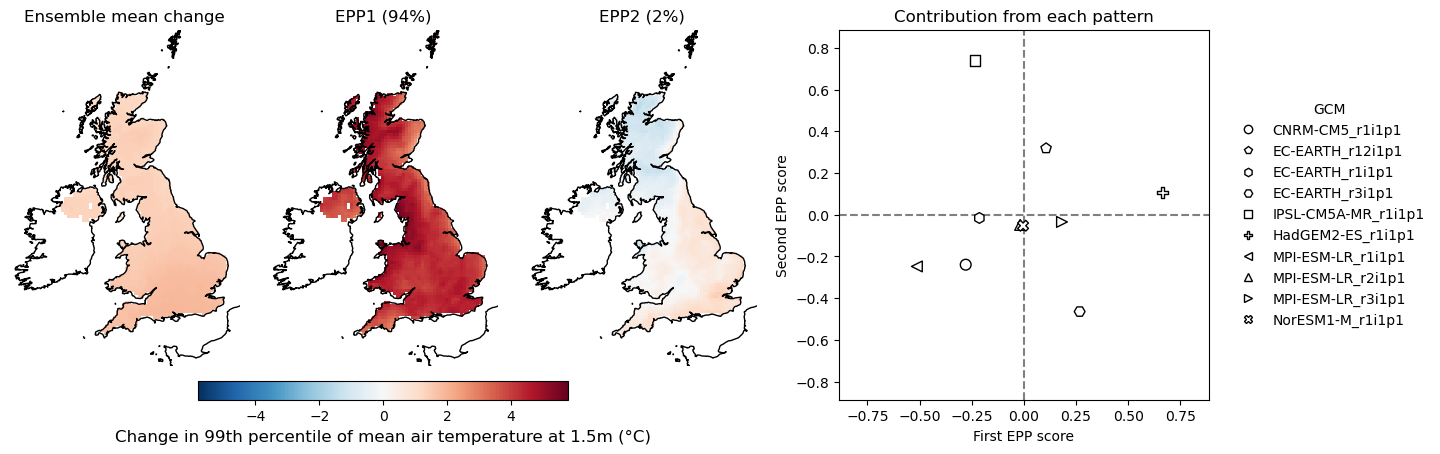 Ensemble mean change
EPP1 (94%)
EPP2 (2%)
−4
−2
0
2
4
Change in 99th percentile of mean air temperature at 1.5m (°C)
Contribution from each pattern
Second EPP score
0.8
0.6
0.4
0.2
0.0
−0.2
−0.4
−0.6
−0.8
−0.75
−0.50
−0.25
0.00
0.25
0.50
0.75
First EPP score
GCM
CNRM-CM5_r1i1p1
EC-EARTH_r12i1p1
EC-EARTH_r1i1p1
EC-EARTH_r3i1p1
IPSL-CM5A-MR_r1i1p1
HadGEM2-ES_r1i1p1
MPI-ESM-LR_r1i1p1
MPI-ESM-LR_r2i1p1
MPI-ESM-LR_r3i1p1
NorESM1-M_r1i1p1